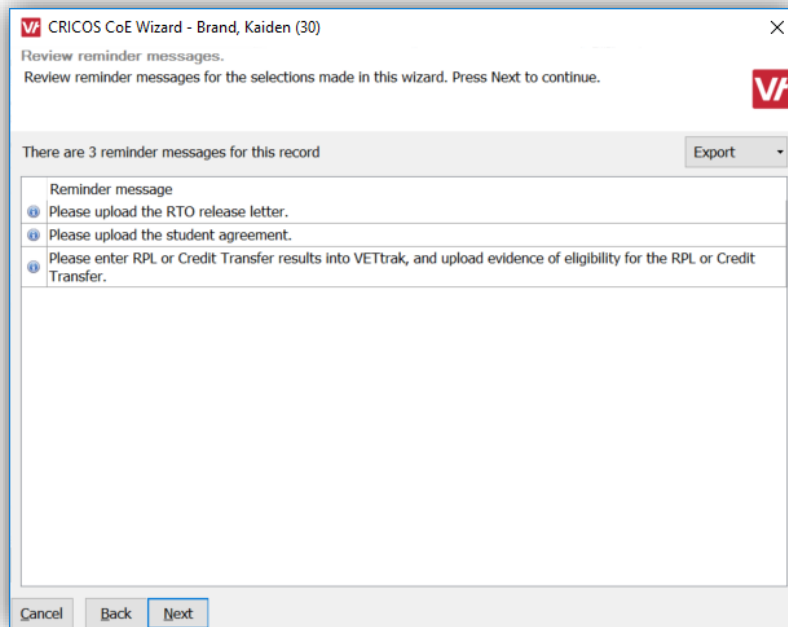 CRICOS CoE Wizard - Brand, Kaiden (30)
Review reminder messages.
Review reminder messages for the selections made in this wizard. Press Next to continue.
There are 3 reminder messages for this record
Export
Reminder message
Please upload the RTO release letter.
Please upload the student agreement.
Please enter RPL or Credit Transfer results into VETtrak, and upload evidence of eligibility for the RPL or Credit
Transfer.
Cancel
Back
Next